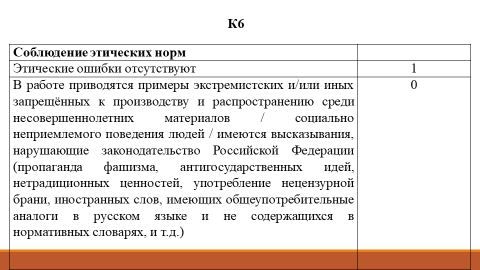 К6
Соблюдение этических норм
Этические ошибки отсутствуют 1
В работе приводятся примеры экстремистских и/или иных 0
запрещённых к производству и распространению среди
несовершеннолетних материалов / социально
неприемлемого поведения людей / имеются высказывания,
нарушающие законодательство Российской Федерации
(пропаганда фашизма, антигосударственных идей,
нетрадиционных ценностей, употребление нецензурной
брани, иностранных слов, имеющих общеупотребительные
аналоги в русском языке и не содержащихся в
нормативных словарях, и т.д.)